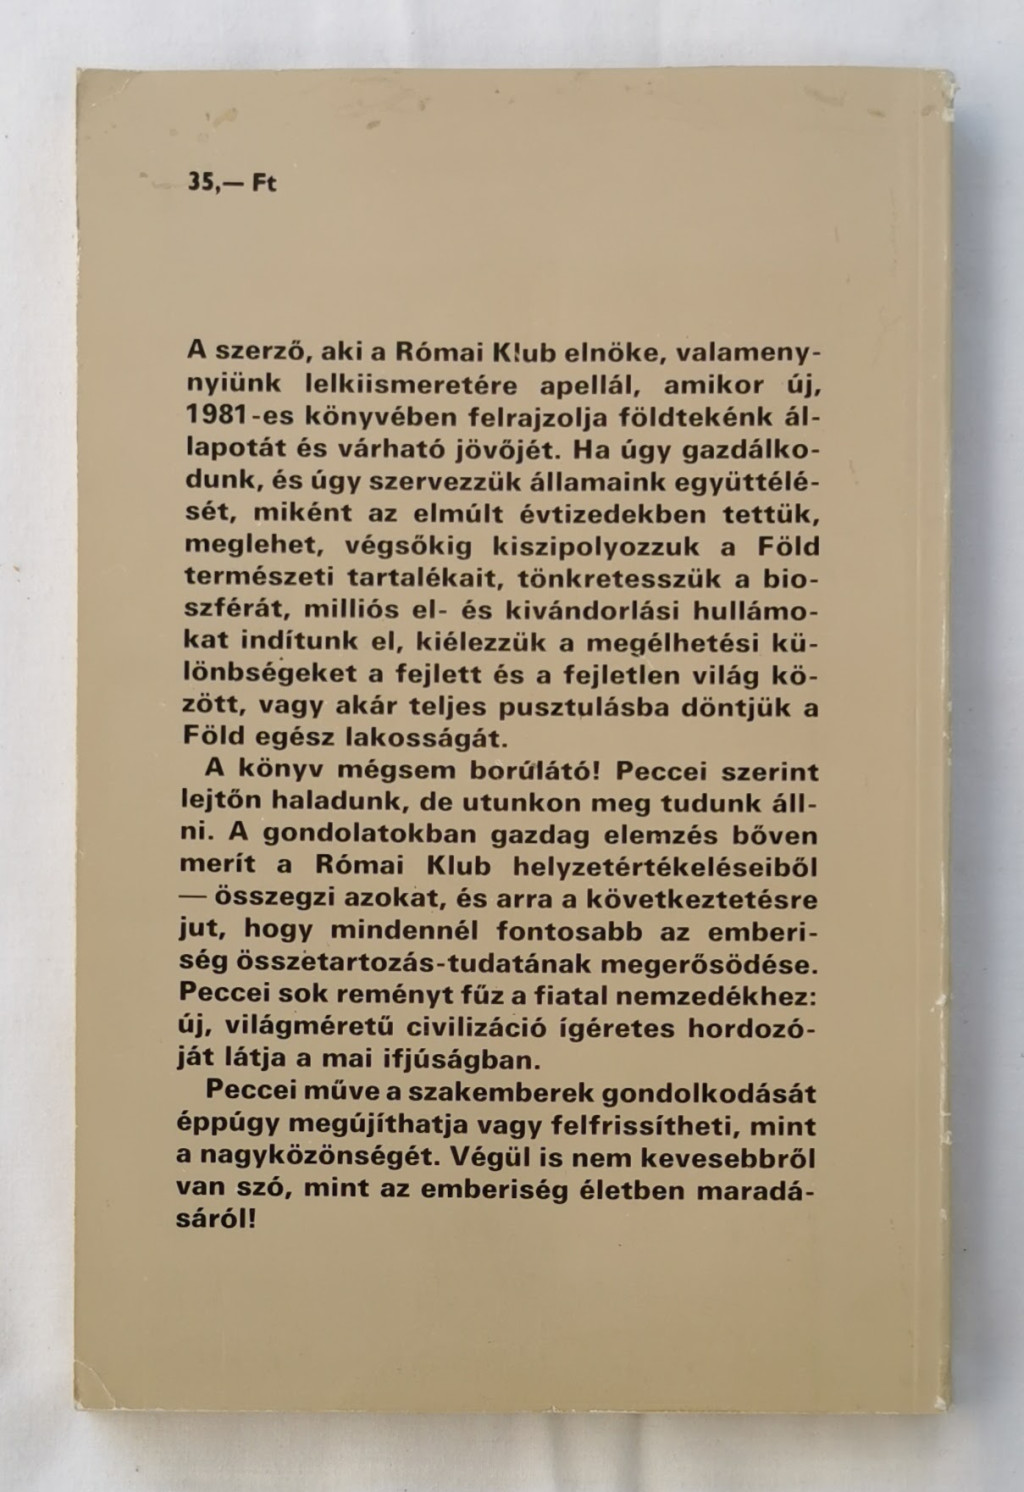 35,— Ft
A szerző, aki a Római Klub elnöke, valameny-
nyiünk lelkiismeretére apellál, amikor új,
1981-es könyvében felrajzolja földtekénk ál-
lapotát és várható jövőjét. Ha úgy gazdálko-
dunk, és úgy szervezzük államaink együttélé-
sét, miként az elmúlt évtizedekben tettük,
meglehet, végsőkig kiszipolyozzuk a Föld
természeti tartalékait, tönkretesszük a bio-
szférát, milliós el- és kivándorlási hullámo-
kat indítunk el, kiélezzük a megélhetési kü-
lönbségeket a fejlett és a fejletlen világ kö-
zött, vagy akár teljes pusztulásba döntjük a
Föld egész lakosságát.
A könyv mégsem borúlátó! Peccei szerint
lejtőn haladunk, de utunkon meg tudunk áll-
ni. A gondolatokban gazdag elemzés bőven
merít a Római Klub helyzetértékeléseiből
— összegzi azokat, és arra a következtetésre
jut, hogy mindennél fontosabb az emberi-
ség összetartozás-tudatának megerősödése.
Peccei sok reményt fűz a fiatal nemzedékhez:
új, világméretű civilizáció ígéretes hordozó-
ját látja a mai ifjúságban.
Peccei műve a szakemberek gondolkodását
éppúgy megújíthatja vagy felfrissítheti, mint
a nagyközönségét. Végül is nem kevesebbről
van szó, mint az emberiség életben maradá-
sáról!